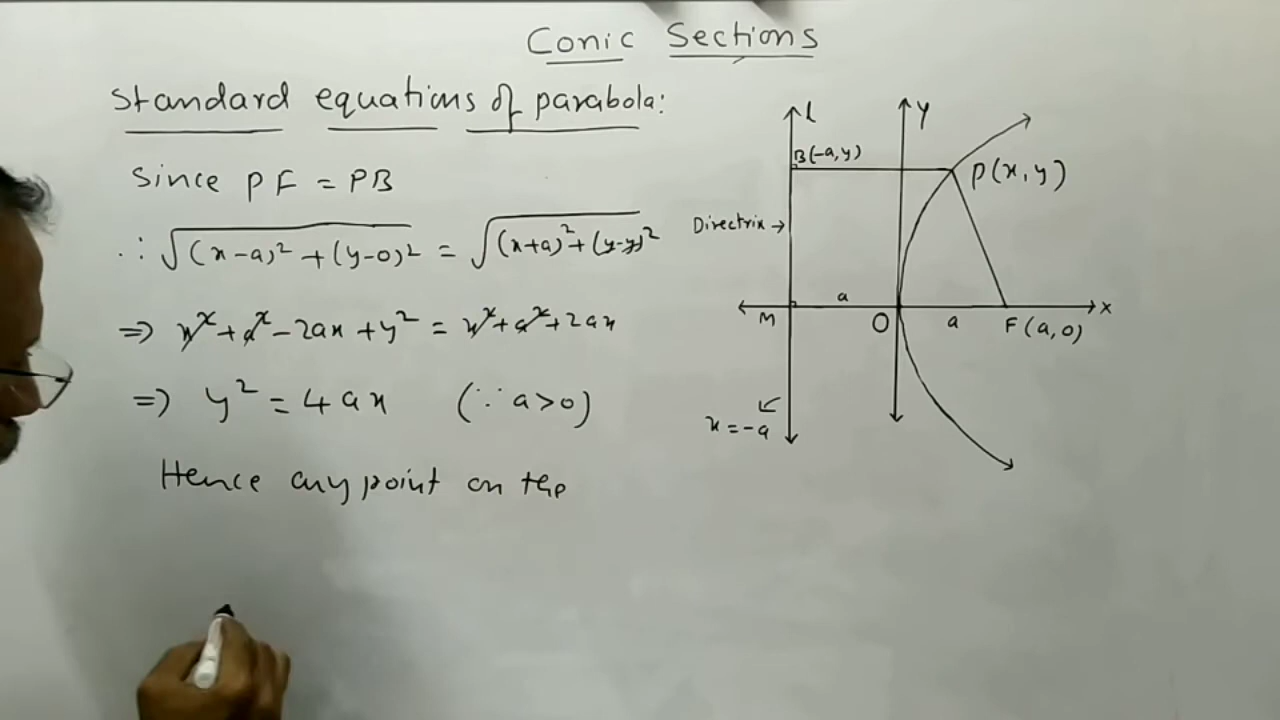 Conic Sections
Standard equations of parabola:
Since PF = PB
∴ √(x-a)² + (y-0)² = √(x+a)² + (y-y)²
⇒ x² + a² - 2ax + y² = x² + a² + 2ax
⇒ y² = 4ax (∵ a>0)
Hence any point on the
l
Y
B(-a,y)
P(x,y)
Directrix →
a
X
M
O
a
F(a,0)
x=-a